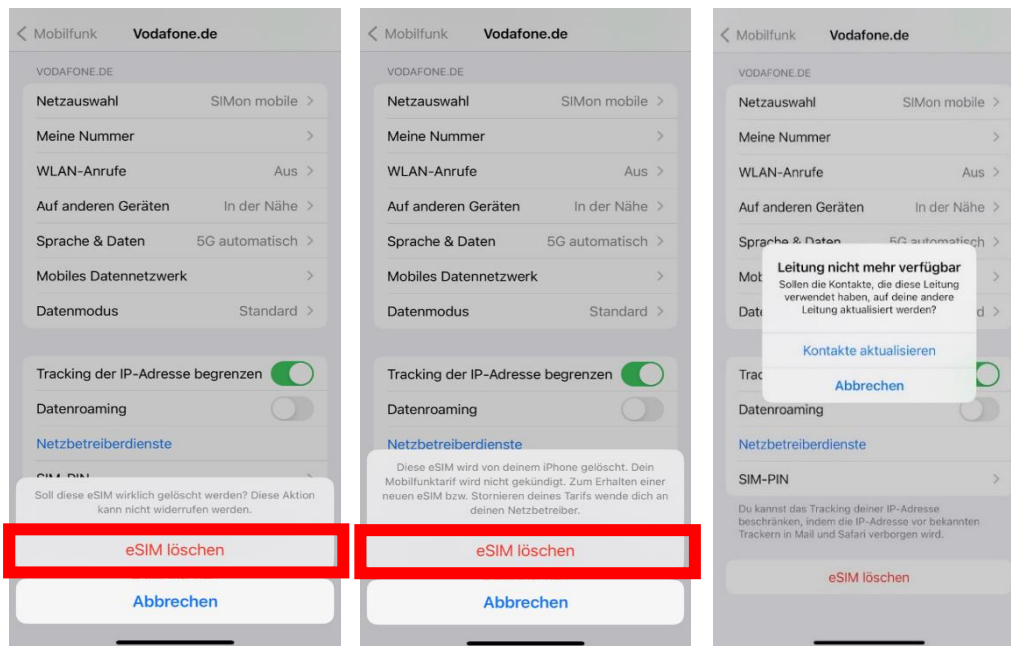 Mobilfunk Vodafone.de
VODAFONE.DE
Netzauswahl SIMon mobile
Meine Nummer
WLAN-Anrufe Aus
Auf anderen Geräten In der Nähe
Sprache & Daten 5G automatisch
Mobiles Datennetzwerk
Datenmodus Standard
Tracking der IP-Adresse begrenzen
Datenroaming
Netzbetreiberdienste
SIM-PIN
Soll diese eSIM wirklich gelöscht werden? Diese Aktion
kann nicht widerrufen werden.
eSIM löschen
Abbrechen
Mobilfunk Vodafone.de
VODAFONE.DE
Netzauswahl SIMon mobile
Meine Nummer
WLAN-Anrufe Aus
Auf anderen Geräten In der Nähe
Sprache & Daten 5G automatisch
Mobiles Datennetzwerk
Datenmodus Standard
Tracking der IP-Adresse begrenzen
Datenroaming
Netzbetreiberdienste
Diese eSIM wird von deinem iPhone gelöscht. Dein
Mobilfunktarif wird nicht gekündigt. Zum Erhalten einer
neuen eSIM bzw. Stornieren deines Tarifs wende dich an
deinen Netzbetreiber.
eSIM löschen
Abbrechen
Mobilfunk Vodafone.de
VODAFONE.DE
Netzauswahl SIMon mobile
Meine Nummer
WLAN-Anrufe Aus
Auf anderen Geräten In der Nähe
Sprache & Daten 5G automatisch
Leitung nicht mehr verfügbar
Sollen die Kontakte, die diese Leitung
verwendet haben, auf deine andere
Leitung aktualisiert werden?
Kontakte aktualisieren
Abbrechen
Mob
Date d
Trac
Datenroaming
Netzbetreiberdienste
SIM-PIN
Du kannst das Tracking deiner IP-Adresse
beschränken, indem die IP-Adresse vor bekannten
Trackern in Mail und Safari verborgen wird.
eSIM löschen